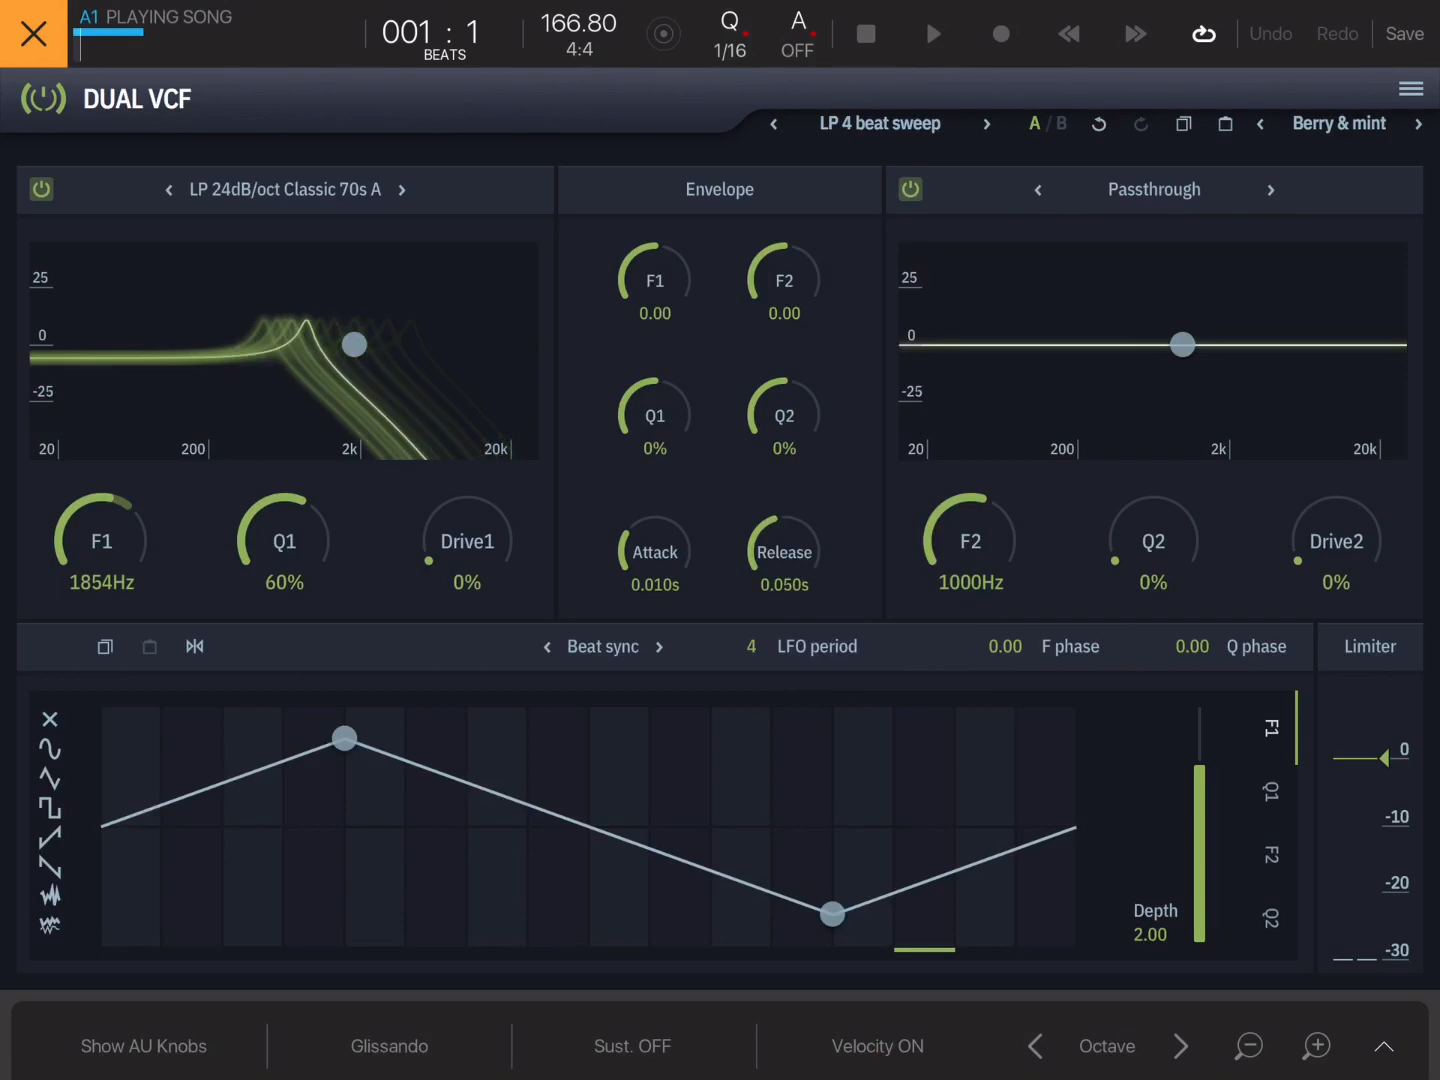 A1 PLAYING SONG
001 : 1
BEATS
166.80
4:4
Q
1/16
A
OFF
Undo
Redo
Save
DUAL VCF
LP 4 beat sweep
A / B
Berry & mint
LP 24dB/oct Classic 70s A
Envelope
Passthrough
25
0
-25
20
200
2k
20k
F1
0.00
F2
0.00
Q1
0%
Q2
0%
Attack
0.010s
Release
0.050s
25
0
-25
20
200
2k
20k
F1
1854Hz
Q1
60%
Drive1
0%
F2
1000Hz
Q2
0%
Drive2
0%
Beat sync
4 LFO period
0.00 F phase
0.00 Q phase
Limiter
F1
Q1
F2
Q2
Depth
2.00
0
-10
-20
-30
Show AU Knobs
Glissando
Sust. OFF
Velocity ON
Octave